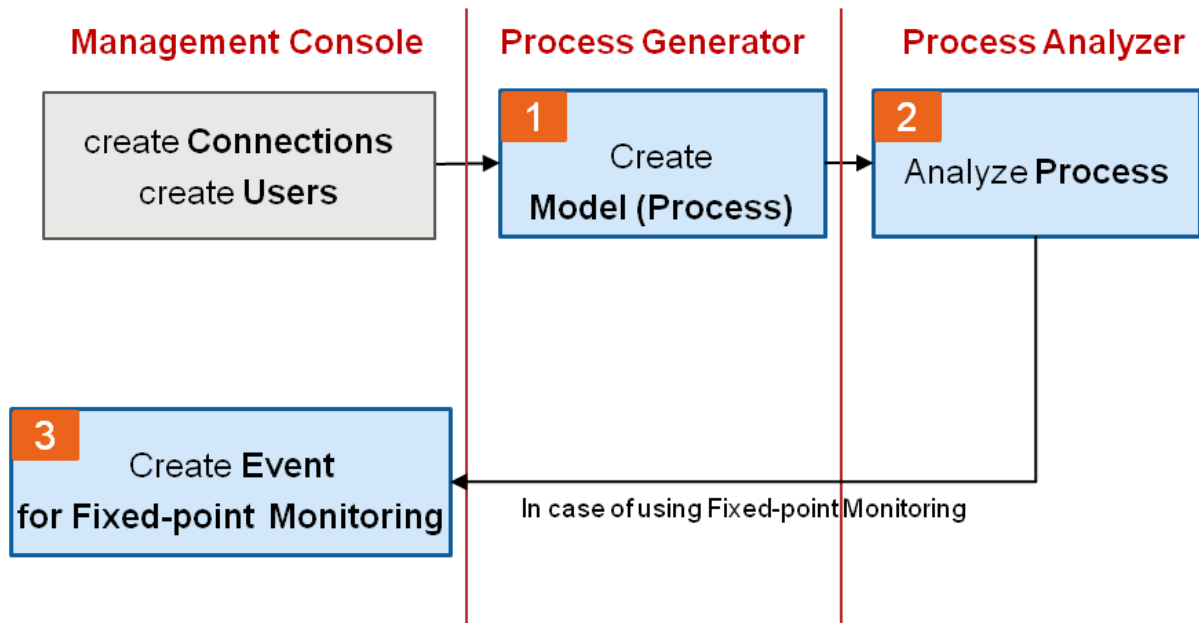 Management Console
Process Generator
Process Analyzer
create Connections
create Users
1
Create
Model (Process)
2
Analyze Process
3
Create Event
for Fixed-point Monitoring
In case of using Fixed-point Monitoring